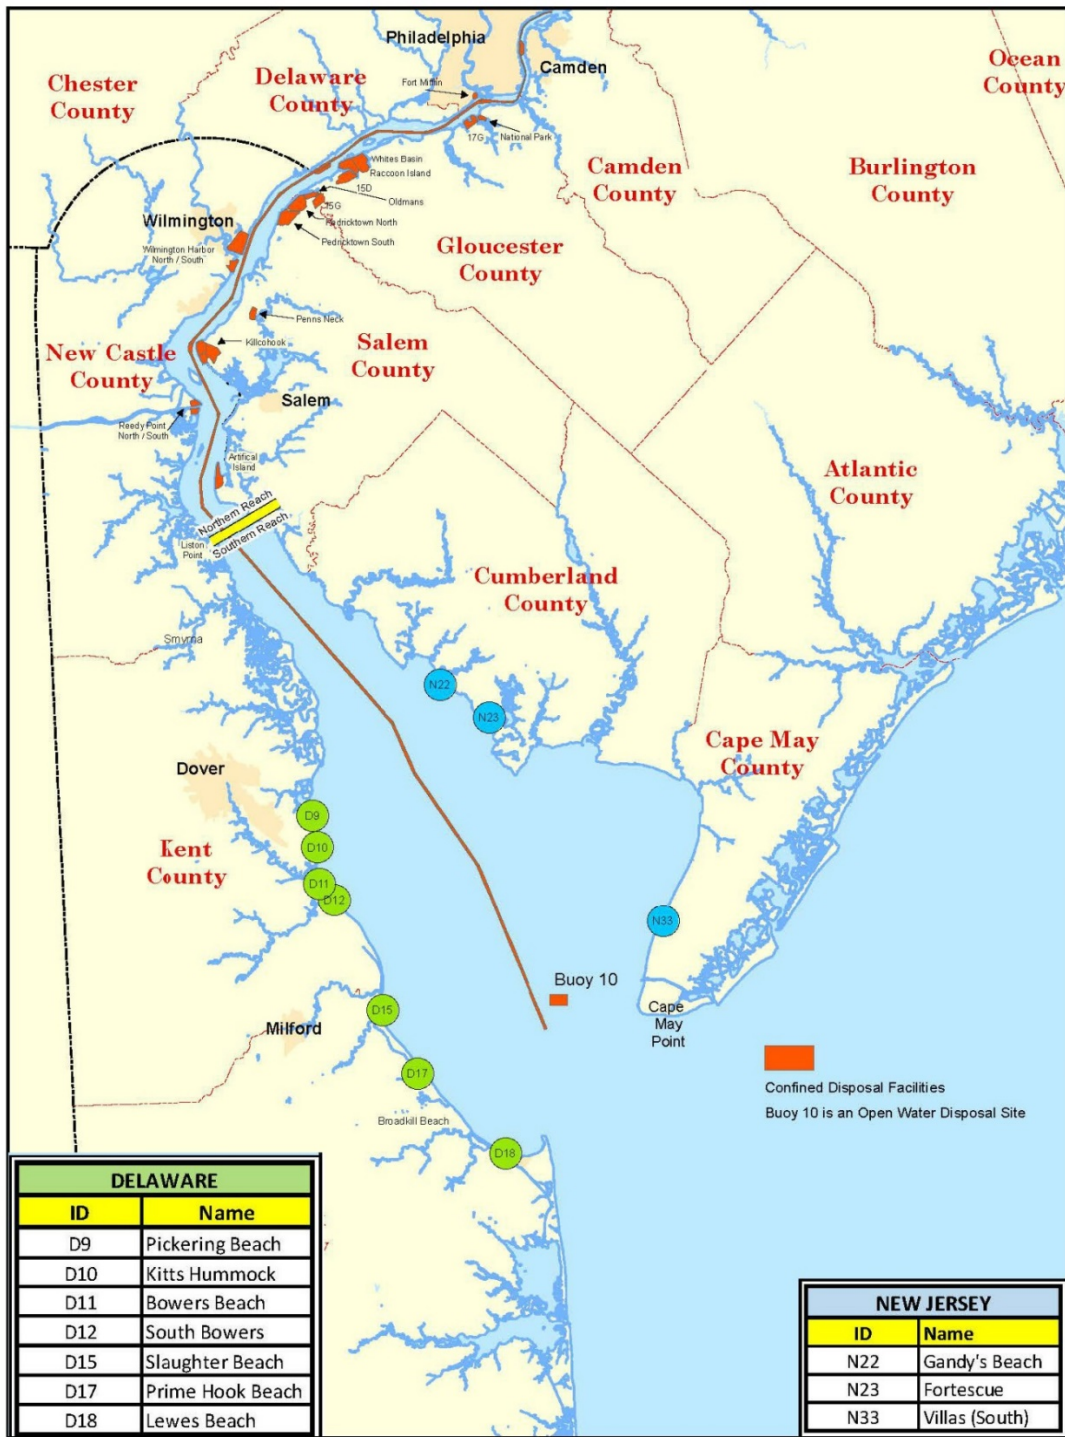 Philadelphia
Camden
Chester
County
Delaware
County
Ocean
County
Fort Mifflin
17G
National Park
Whites Basin
Raccoon Island
15D
Oldmans
15G
Pedricktown North
Pedricktown South
Camden
County
Burlington
County
Wilmington
Wilmington Harbor
North / South
Gloucester
County
Penns Neck
Killcohook
New Castle
County
Salem
County
Salem
Reedy Point
North / South
Artifical
Island
Atlantic
County
Northern Reach
Southern Reach
Liston
Point
Cumberland
County
Smyrna
N22
N23
Cape May
County
Dover
D9
D10
D11
D12
Kent
County
N33
Buoy 10
Cape
May
Point
D15
Milford
D17
Broadkill Beach
D18
Confined Disposal Facilities
Buoy 10 is an Open Water Disposal Site
DELAWARE
ID Name
D9 Pickering Beach
D10 Kitts Hummock
D11 Bowers Beach
D12 South Bowers
D15 Slaughter Beach
D17 Prime Hook Beach
D18 Lewes Beach
NEW JERSEY
ID Name
N22 Gandy's Beach
N23 Fortescue
N33 Villas (South)